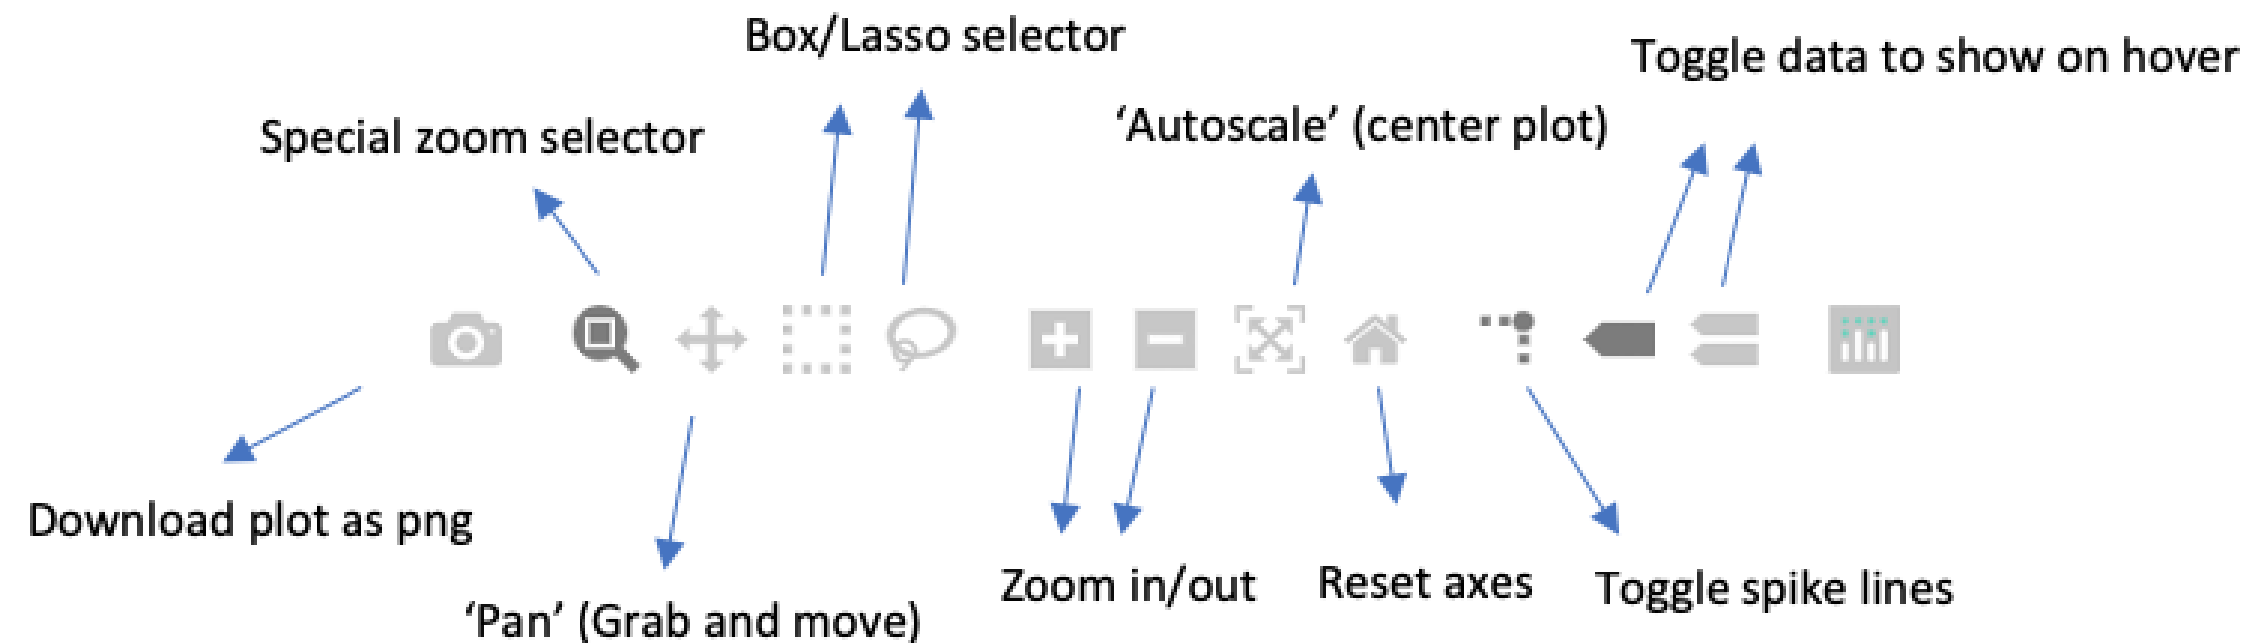 Box/Lasso selector
Toggle data to show on hover
Special zoom selector
‘Autoscale’ (center plot)
Download plot as png
‘Pan’ (Grab and move)
Zoom in/out
Reset axes
Toggle spike lines